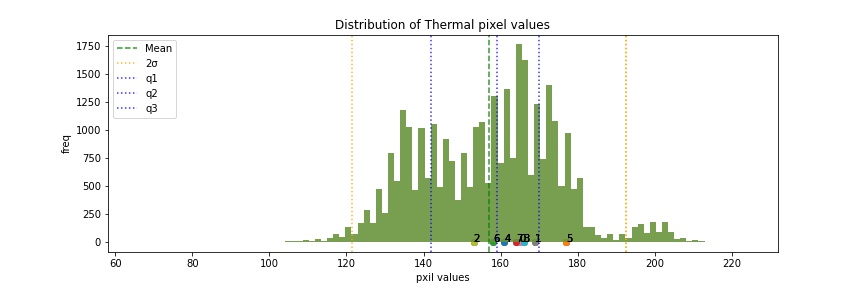 Distribution of Thermal pixel values
Mean
2σ
q1
q2
q3
1750
1500
1250
1000
750
500
250
0
freq
2 6 4 1 5
60 80 100 120 140 160 180 200 220
pxil values